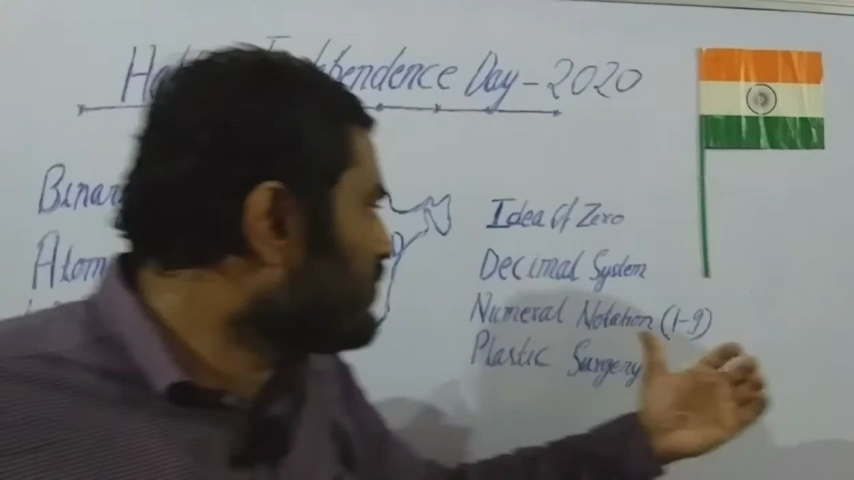 Independence Day - 2020
Idea of Zero
Decimal System
Numeral Notation (1-9)
Plastic Surgery